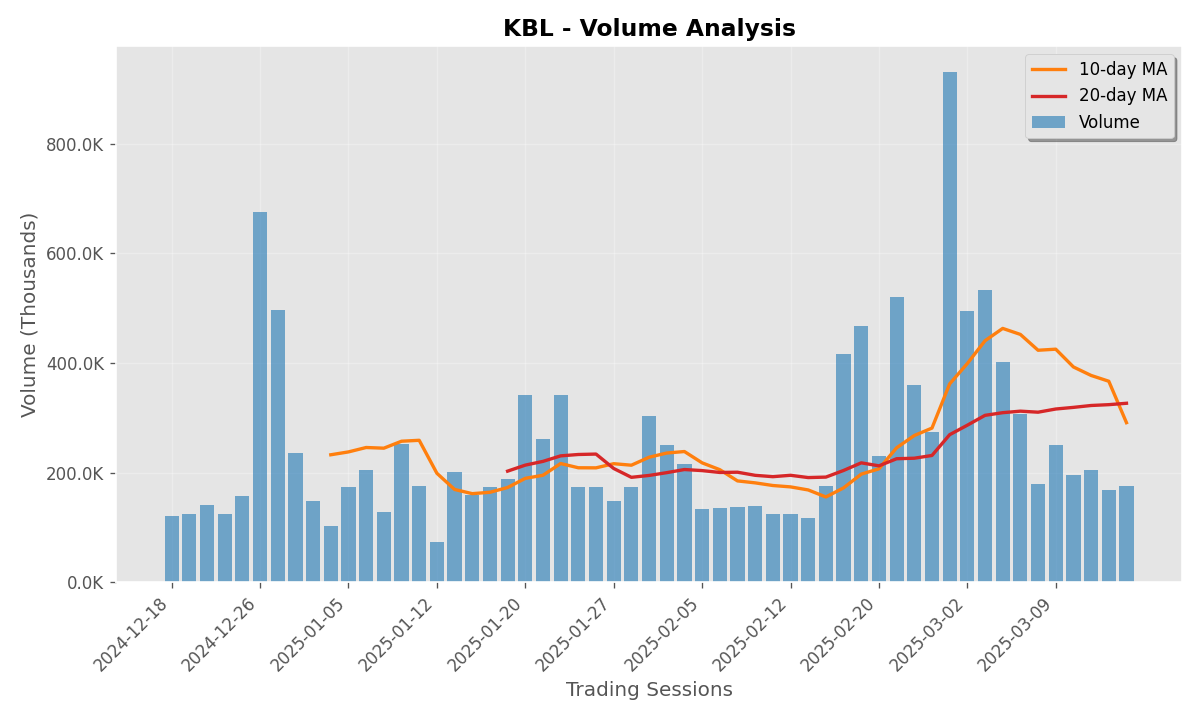 KBL - Volume Analysis
10-day MA
20-day MA
Volume
Volume (Thousands)
800.0K
600.0K
400.0K
200.0K
0.0K
2024-12-18
2024-12-26
2025-01-05
2025-01-12
2025-01-20
2025-01-27
2025-02-05
2025-02-12
2025-02-20
2025-03-02
2025-03-09
Trading Sessions